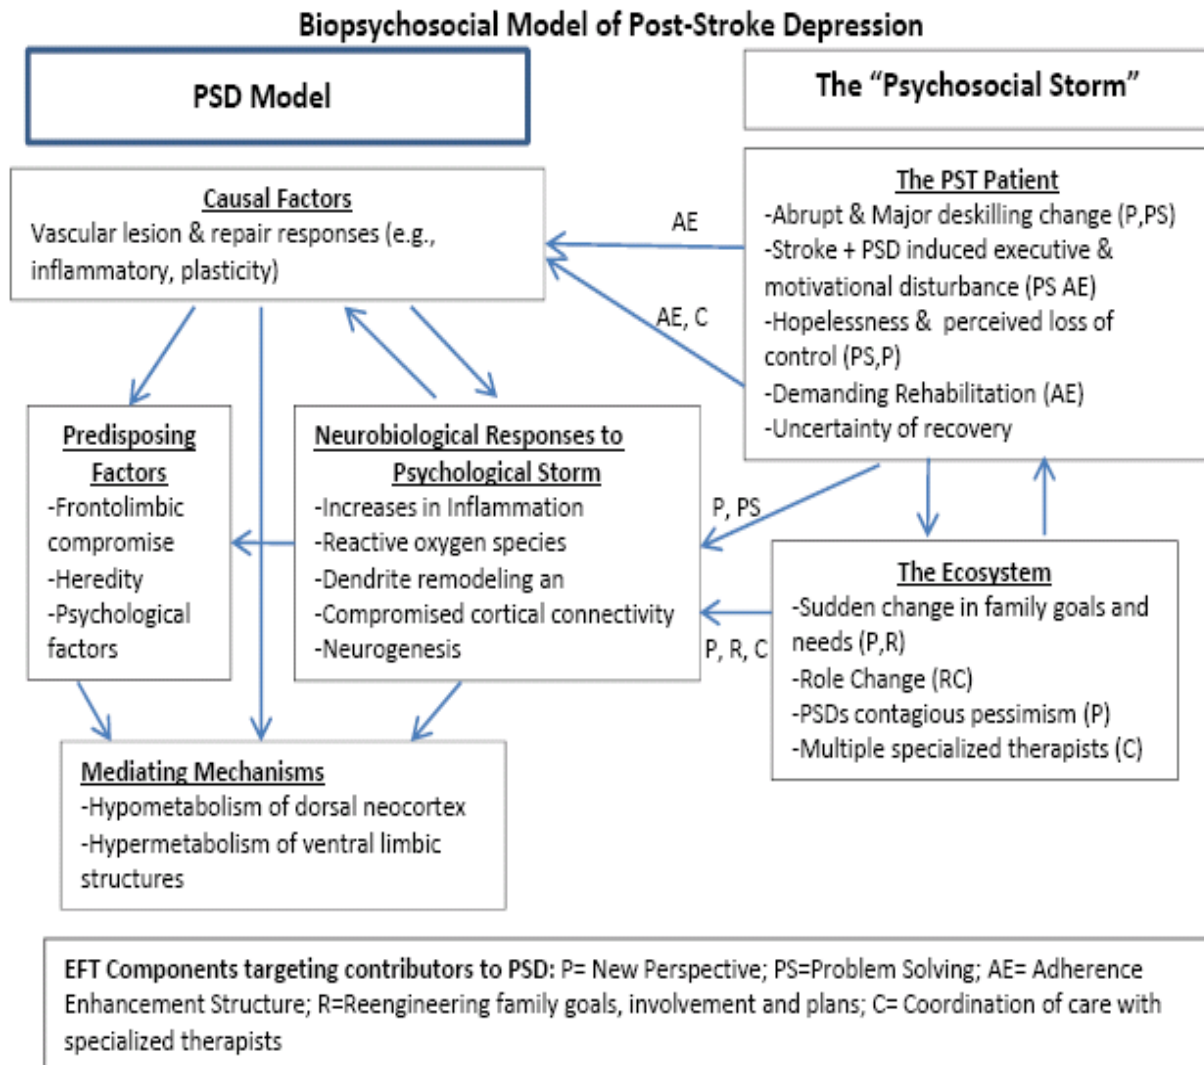 Biopsychosocial Model of Post-Stroke Depression
PSD Model
The “Psychosocial Storm”
Causal Factors
Vascular lesion & repair responses (e.g.,
inflammatory, plasticity)
AE
AE, C
The PST Patient
-Abrupt & Major deskilling change (P,PS)
-Stroke + PSD induced executive &
motivational disturbance (PS AE)
-Hopelessness & perceived loss of
control (PS,P)
-Demanding Rehabilitation (AE)
-Uncertainty of recovery
Predisposing
Factors
-Frontolimbic
compromise
-Heredity
-Psychological
factors
Neurobiological Responses to
Psychological Storm
-Increases in Inflammation
-Reactive oxygen species
-Dendrite remodeling an
-Compromised cortical connectivity
-Neurogenesis
P, PS
P, R, C
The Ecosystem
-Sudden change in family goals and
needs (P,R)
-Role Change (RC)
-PSDs contagious pessimism (P)
-Multiple specialized therapists (C)
Mediating Mechanisms
-Hypometabolism of dorsal neocortex
-Hypermetabolism of ventral limbic
structures
EFT Components targeting contributors to PSD: P= New Perspective; PS=Problem Solving; AE= Adherence
Enhancement Structure; R=Reengineering family goals, involvement and plans; C= Coordination of care with
specialized therapists